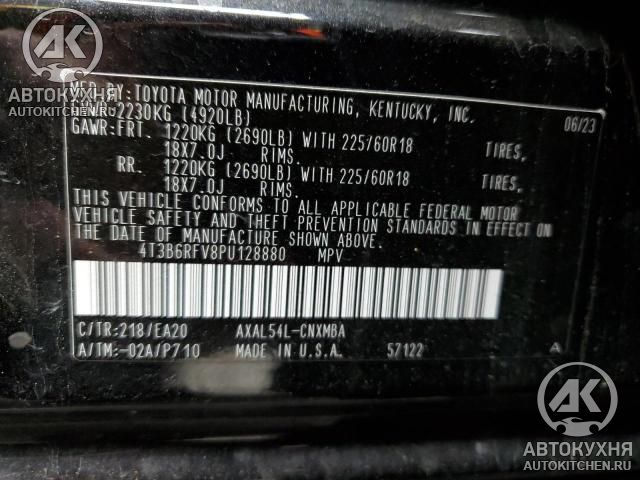 AK
АВТОКУХНЯ
AUTOKITCHEN.RU
MFD BY: TOYOTA MOTOR MANUFACTURING, KENTUCKY, INC.
2230KG (4920LB) 06/23
GAWR:FRT. 1220KG (2690LB) WITH 225/60R18 TIRES,
18X7.0J RIMS.
RR. 1220KG (2690LB) WITH 225/60R18 TIRES,
18X7.0J RIMS.
THIS VEHICLE CONFORMS TO ALL APPLICABLE FEDERAL MOTOR
VEHICLE SAFETY AND THEFT PREVENTION STANDARDS IN EFFECT ON
THE DATE OF MANUFACTURE SHOWN ABOVE.
4T3B6RFV8PU128880 MPV
C/TR:218/EA20 AXAL54L-CNXMBA
A/TM:-02A/P710 MADE IN U.S.A. 57122 A
AK
АВТОКУХНЯ
AUTOKITCHEN.RU